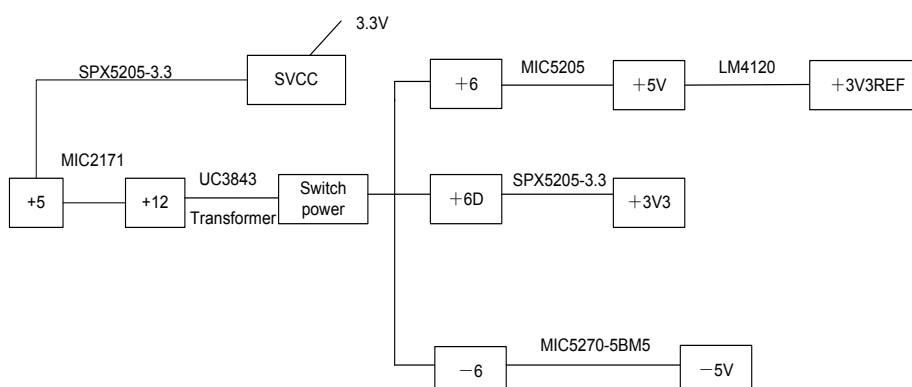 3.3V
SPX5205-3.3
SVCC
+6
MIC5205
+5V
LM4120
+3V3REF
MIC2171
+5
+12
UC3843
Transformer
Switch
power
+6D
SPX5205-3.3
+3V3
-6
MIC5270-5BM5
-5V